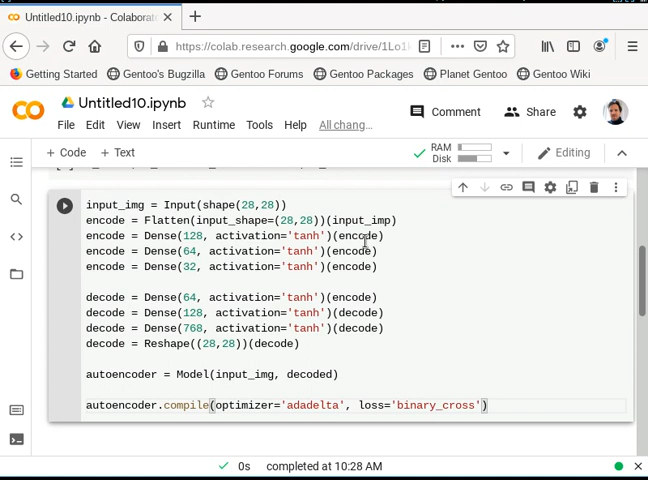 Untitled10.ipynb - Colaborat
https://colab.research.google.com/drive/1Lo1
Getting Started Gentoo's Bugzilla Gentoo Forums Gentoo Packages Planet Gentoo Gentoo Wiki
Untitled10.ipynb
Comment Share
File Edit View Insert Runtime Tools Help All chang…
+ Code + Text RAM Disk Editing
input_img = Input(shape(28,28))
encode = Flatten(input_shape=(28,28))(input_imp)
encode = Dense(128, activation='tanh')(encode)
encode = Dense(64, activation='tanh')(encode)
encode = Dense(32, activation='tanh')(encode)
decode = Dense(64, activation='tanh')(encode)
decode = Dense(128, activation='tanh')(decode)
decode = Dense(768, activation='tanh')(decode)
decode = Reshape((28,28))(decode)
autoencoder = Model(input_img, decoded)
autoencoder.compile(optimizer='adadelta', loss='binary_cross')
0s completed at 10:28 AM